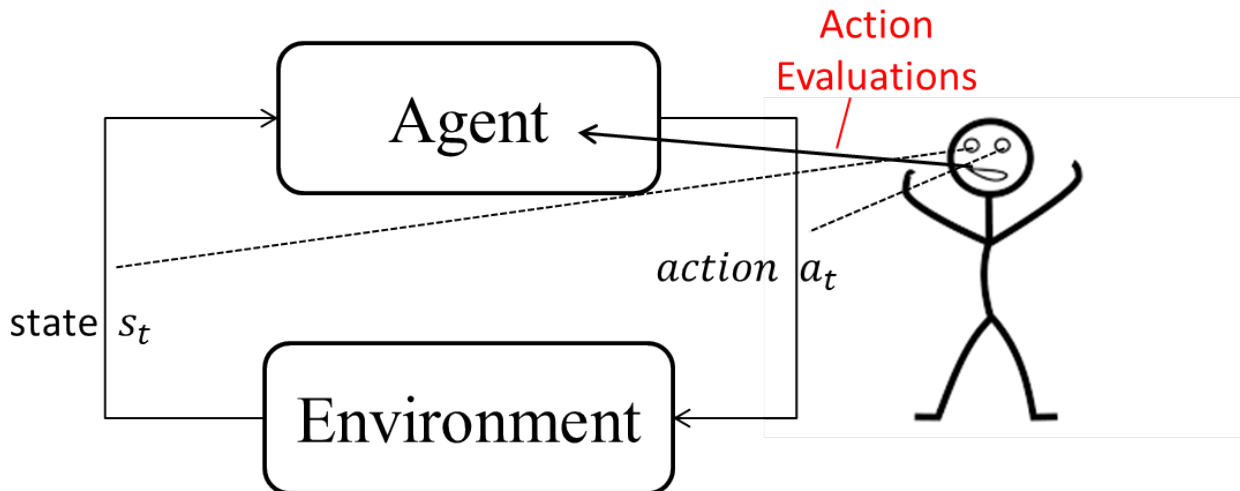 Action
Evaluations
Agent
action a_t
state s_t
Environment